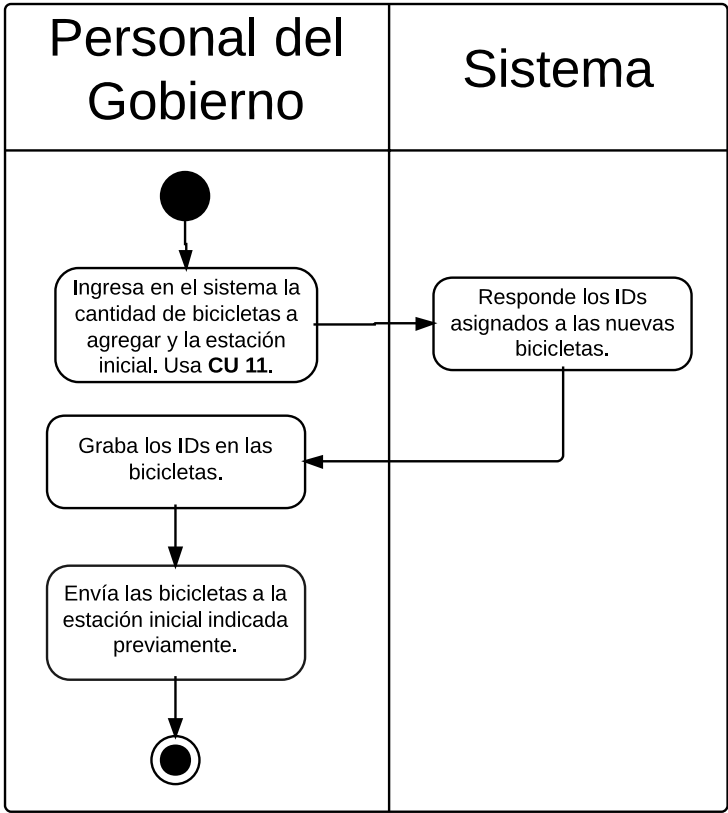 Personal del
Gobierno
Sistema
Ingresa en el sistema la
cantidad de bicicletas a
agregar y la estación
inicial. Usa CU 11.
Responde los IDs
asignados a las nuevas
bicicletas.
Graba los IDs en las
bicicletas.
Envía las bicicletas a la
estación inicial indicada
previamente.